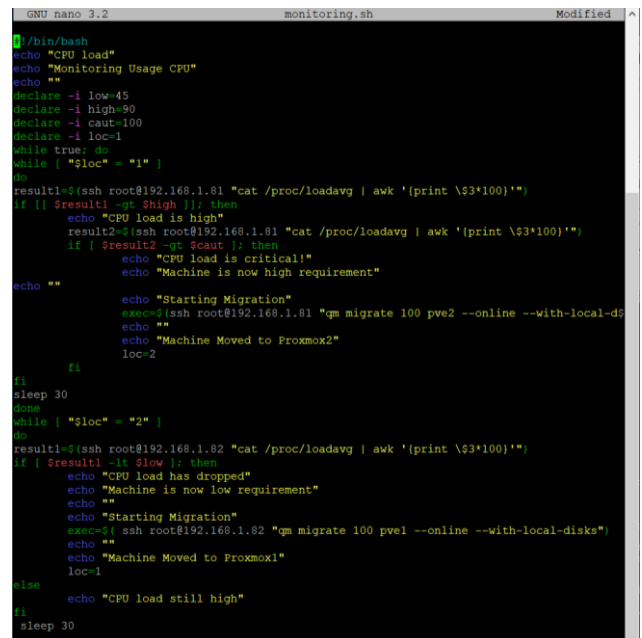 GNU nano 3.2 monitoring.sh Modified
#!/bin/bash
echo "CPU load"
echo "Monitoring Usage CPU"
echo ""
declare -i low=45
declare -i high=90
declare -i caut=100
declare -i loc=1
while true; do
while [ "$loc" = "1" ]
do
result1=$(ssh root@192.168.1.81 "cat /proc/loadavg | awk '{print \$3*100}'")
if [[ $result1 -gt $high ]]; then
echo "CPU load is high"
result2=$(ssh root@192.168.1.81 "cat /proc/loadavg | awk '{print \$3*100}'")
if [ $result2 -gt $caut ]; then
echo "CPU load is critical!"
echo "Machine is now high requirement"
echo ""
echo "Starting Migration"
exec=$(ssh root@192.168.1.81 "qm migrate 100 pve2 --online --with-local-d$
echo ""
echo "Machine Moved to Proxmox2"
loc=2
fi
fi
sleep 30
done
while [ "$loc" = "2" ]
do
result1=$(ssh root@192.168.1.82 "cat /proc/loadavg | awk '{print \$3*100}'")
if [ $result1 -lt $low ]; then
echo "CPU load has dropped"
echo "Machine is now low requirement"
echo ""
echo "Starting Migration"
exec=$( ssh root@192.168.1.82 "qm migrate 100 pve1 --online --with-local-disks")
echo ""
echo "Machine Moved to Proxmox1"
loc=1
else
echo "CPU load still high"
fi
sleep 30